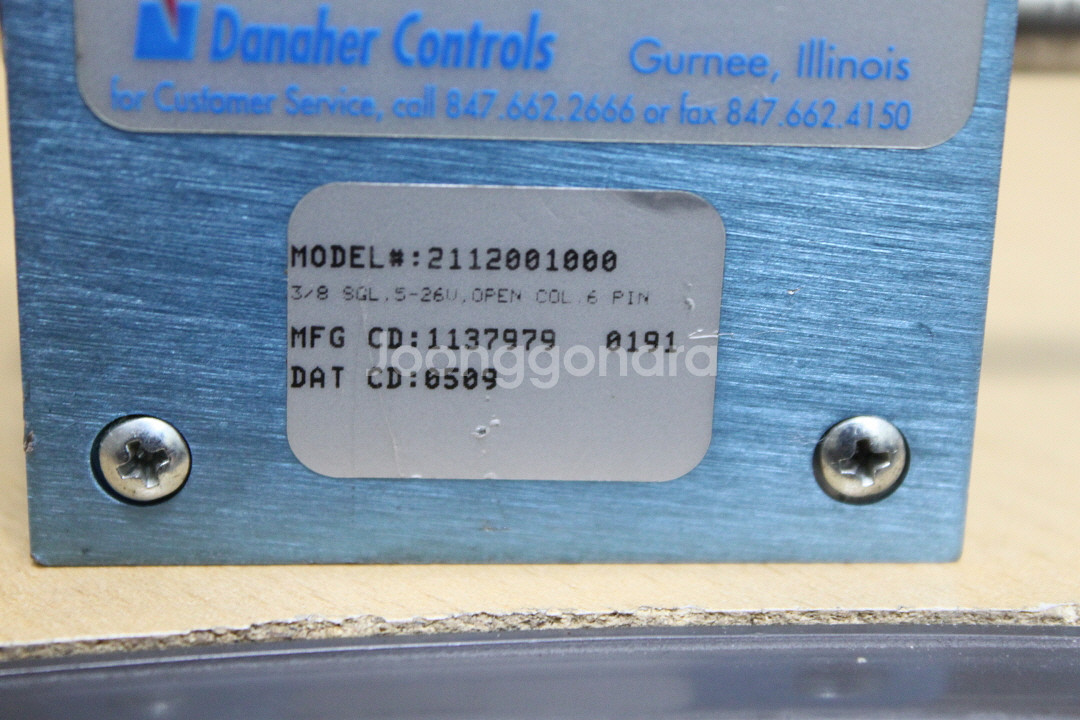 Danaher Controls Gurnee, Illinois
for Customer Service, call 847.662.2666 or fax 847.662.4150
MODEL#:2112001000
3/8 SGL,5-26V,OPEN COL,6 PIN
MFG CD:1137979 0191
Joonggonara
DAT CD:0509